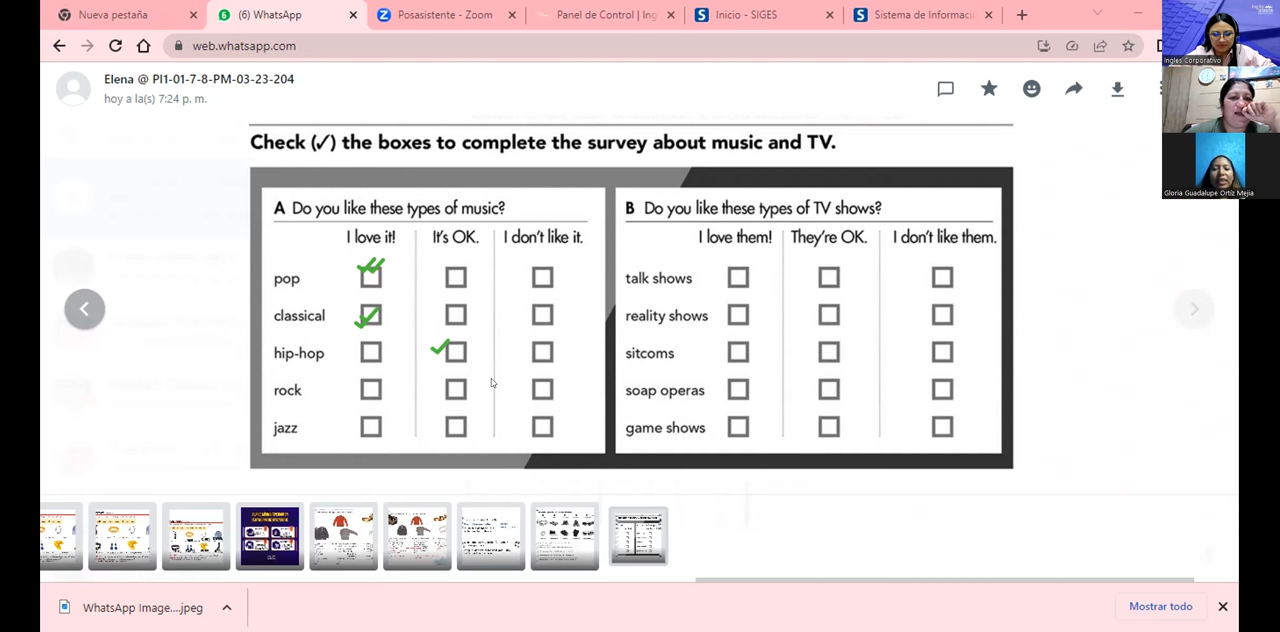 Nueva pestaña
(6) WhatsApp
Posasistente - Zoom
Panel de Control | Ing
Inicio - SIGES
Sistema de Informaci
web.whatsapp.com
Elena @ PI1-01-7-8-PM-03-23-204
hoy a la(s) 7:24 p. m.
Ingles Corporativo
Gloria Guadalupe Ortiz Mejia
Check (✓) the boxes to complete the survey about music and TV.
A Do you like these types of music?
I love it! It's OK. I don't like it.
pop
classical
hip-hop
rock
jazz
B Do you like these types of TV shows?
I love them! They're OK. I don't like them.
talk shows
reality shows
sitcoms
soap operas
game shows
WhatsApp Image....jpeg
Mostrar todo